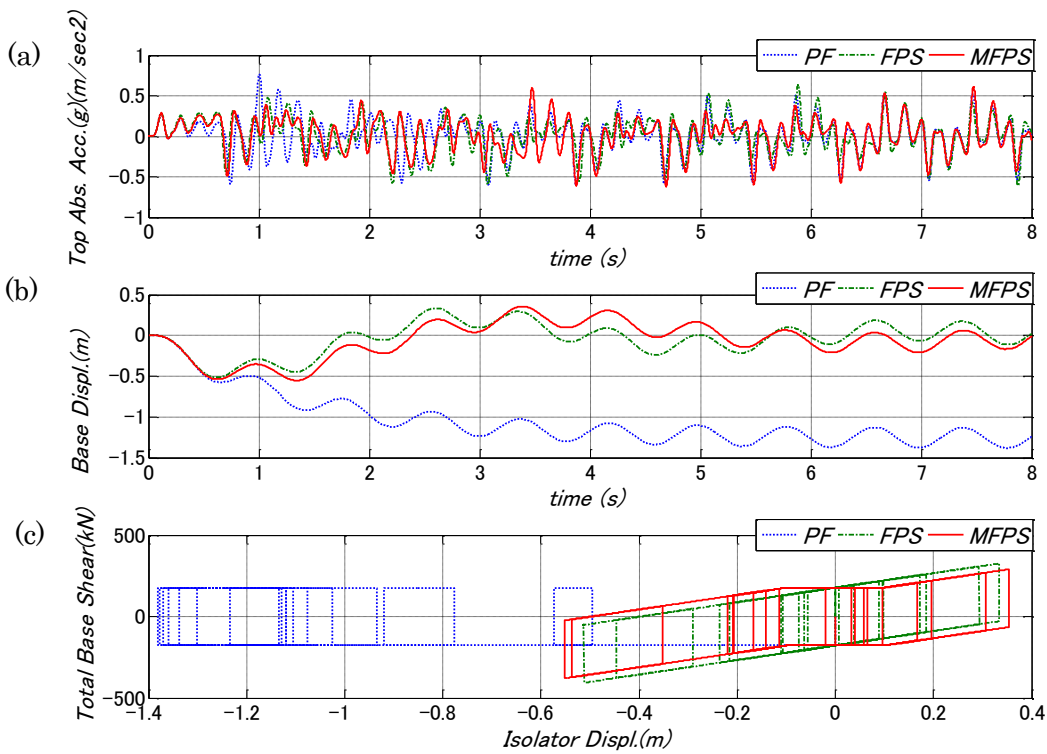 (a)
Top Abs. Acc.(g)(m/sec2)
1
0.5
0
−0.5
−1
PF FPS MFPS
0 1 2 3 4 5 6 7 8
time (s)
(b)
Base Displ.(m)
0.5
0
−0.5
−1
−1.5
PF FPS MFPS
0 1 2 3 4 5 6 7 8
time (s)
(c)
Total Base Shear(kN)
500
0
−500
PF FPS MFPS
−1.4 −1.2 −1 −0.8 −0.6 −0.4 −0.2 0 0.2 0.4
Isolator Displ.(m)